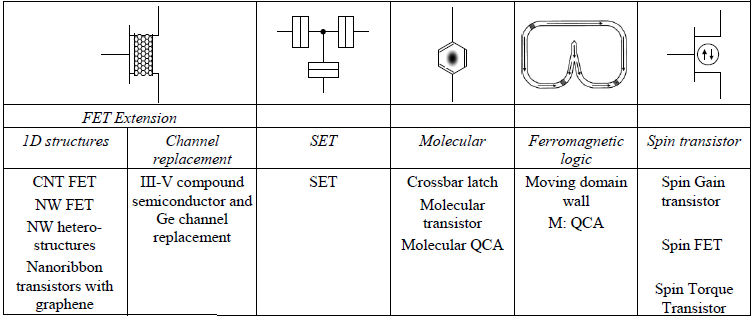 FET Extension
1D structures
Channel
replacement
SET
Molecular
Ferromagnetic
logic
Spin transistor
CNT FET
NW FET
NW hetero-
structures
Nanoribbon
transistors with
graphene
III-V compound
semiconductor and
Ge channel
replacement
SET
Crossbar latch
Molecular
transistor
Molecular QCA
Moving domain
wall
M: QCA
Spin Gain
transistor
Spin FET
Spin Torque
Transistor